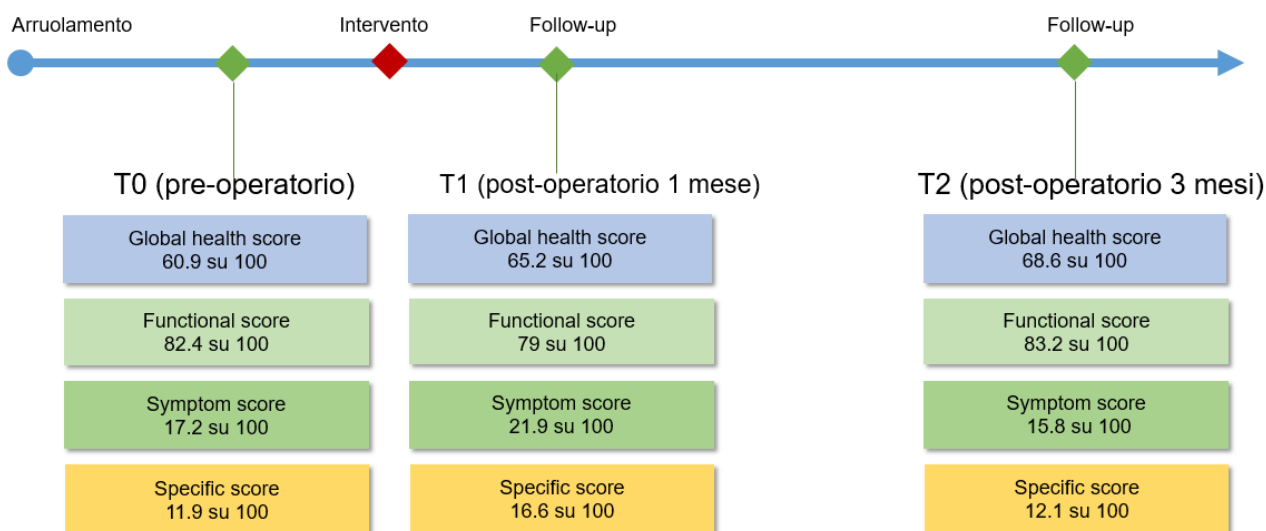 Arruolamento
Intervento
Follow-up
Follow-up
T0 (pre-operatorio)
T1 (post-operatorio 1 mese)
T2 (post-operatorio 3 mesi)
Global health score
60.9 su 100
Global health score
65.2 su 100
Global health score
68.6 su 100
Functional score
82.4 su 100
Functional score
79 su 100
Functional score
83.2 su 100
Symptom score
17.2 su 100
Symptom score
21.9 su 100
Symptom score
15.8 su 100
Specific score
11.9 su 100
Specific score
16.6 su 100
Specific score
12.1 su 100